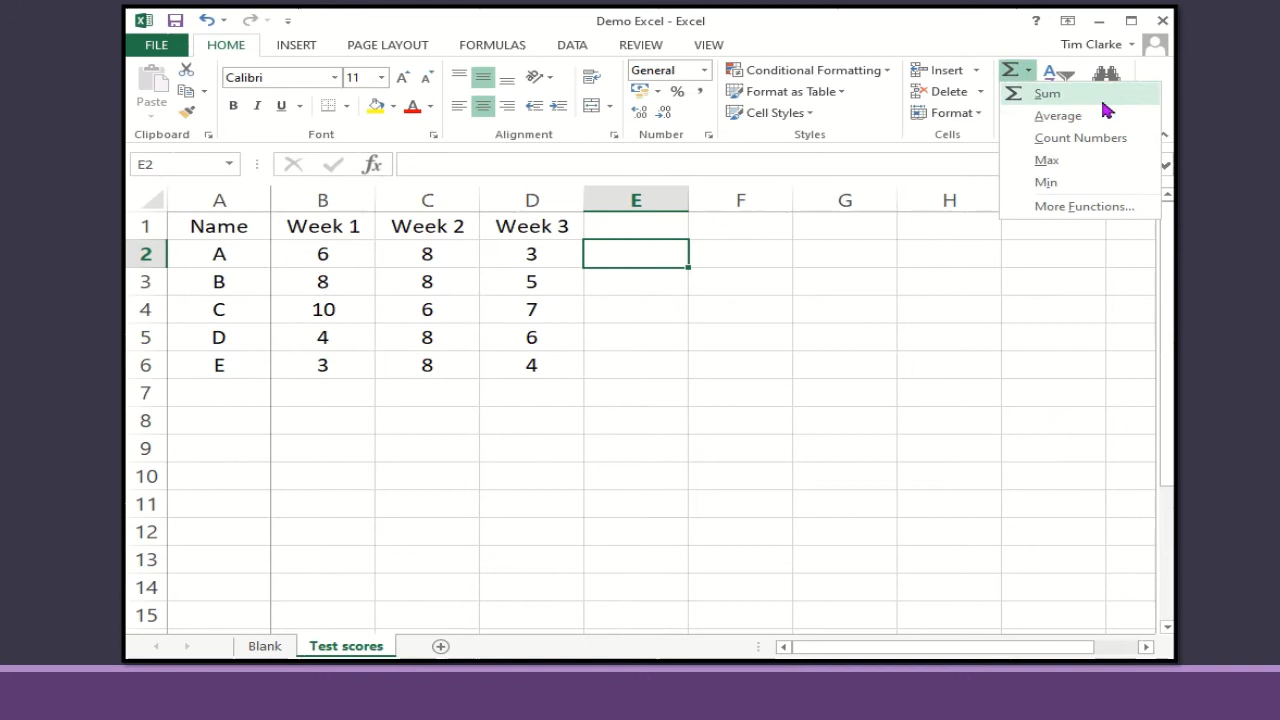 Demo Excel - Excel
?
FILE HOME INSERT PAGE LAYOUT FORMULAS DATA REVIEW VIEW Tim Clarke
Paste Calibri 11 General Conditional Formatting Insert
B I U A % , Format as Table Delete
Cell Styles Format
Clipboard Font Alignment Number Styles Cells
Σ Sum
Average
Count Numbers
Max
Min
More Functions...
E2 fx
A B C D E F G H
1 Name Week 1 Week 2 Week 3
2 A 6 8 3
3 B 8 8 5
4 C 10 6 7
5 D 4 8 6
6 E 3 8 4
7
8
9
10
11
12
13
14
15
Blank Test scores